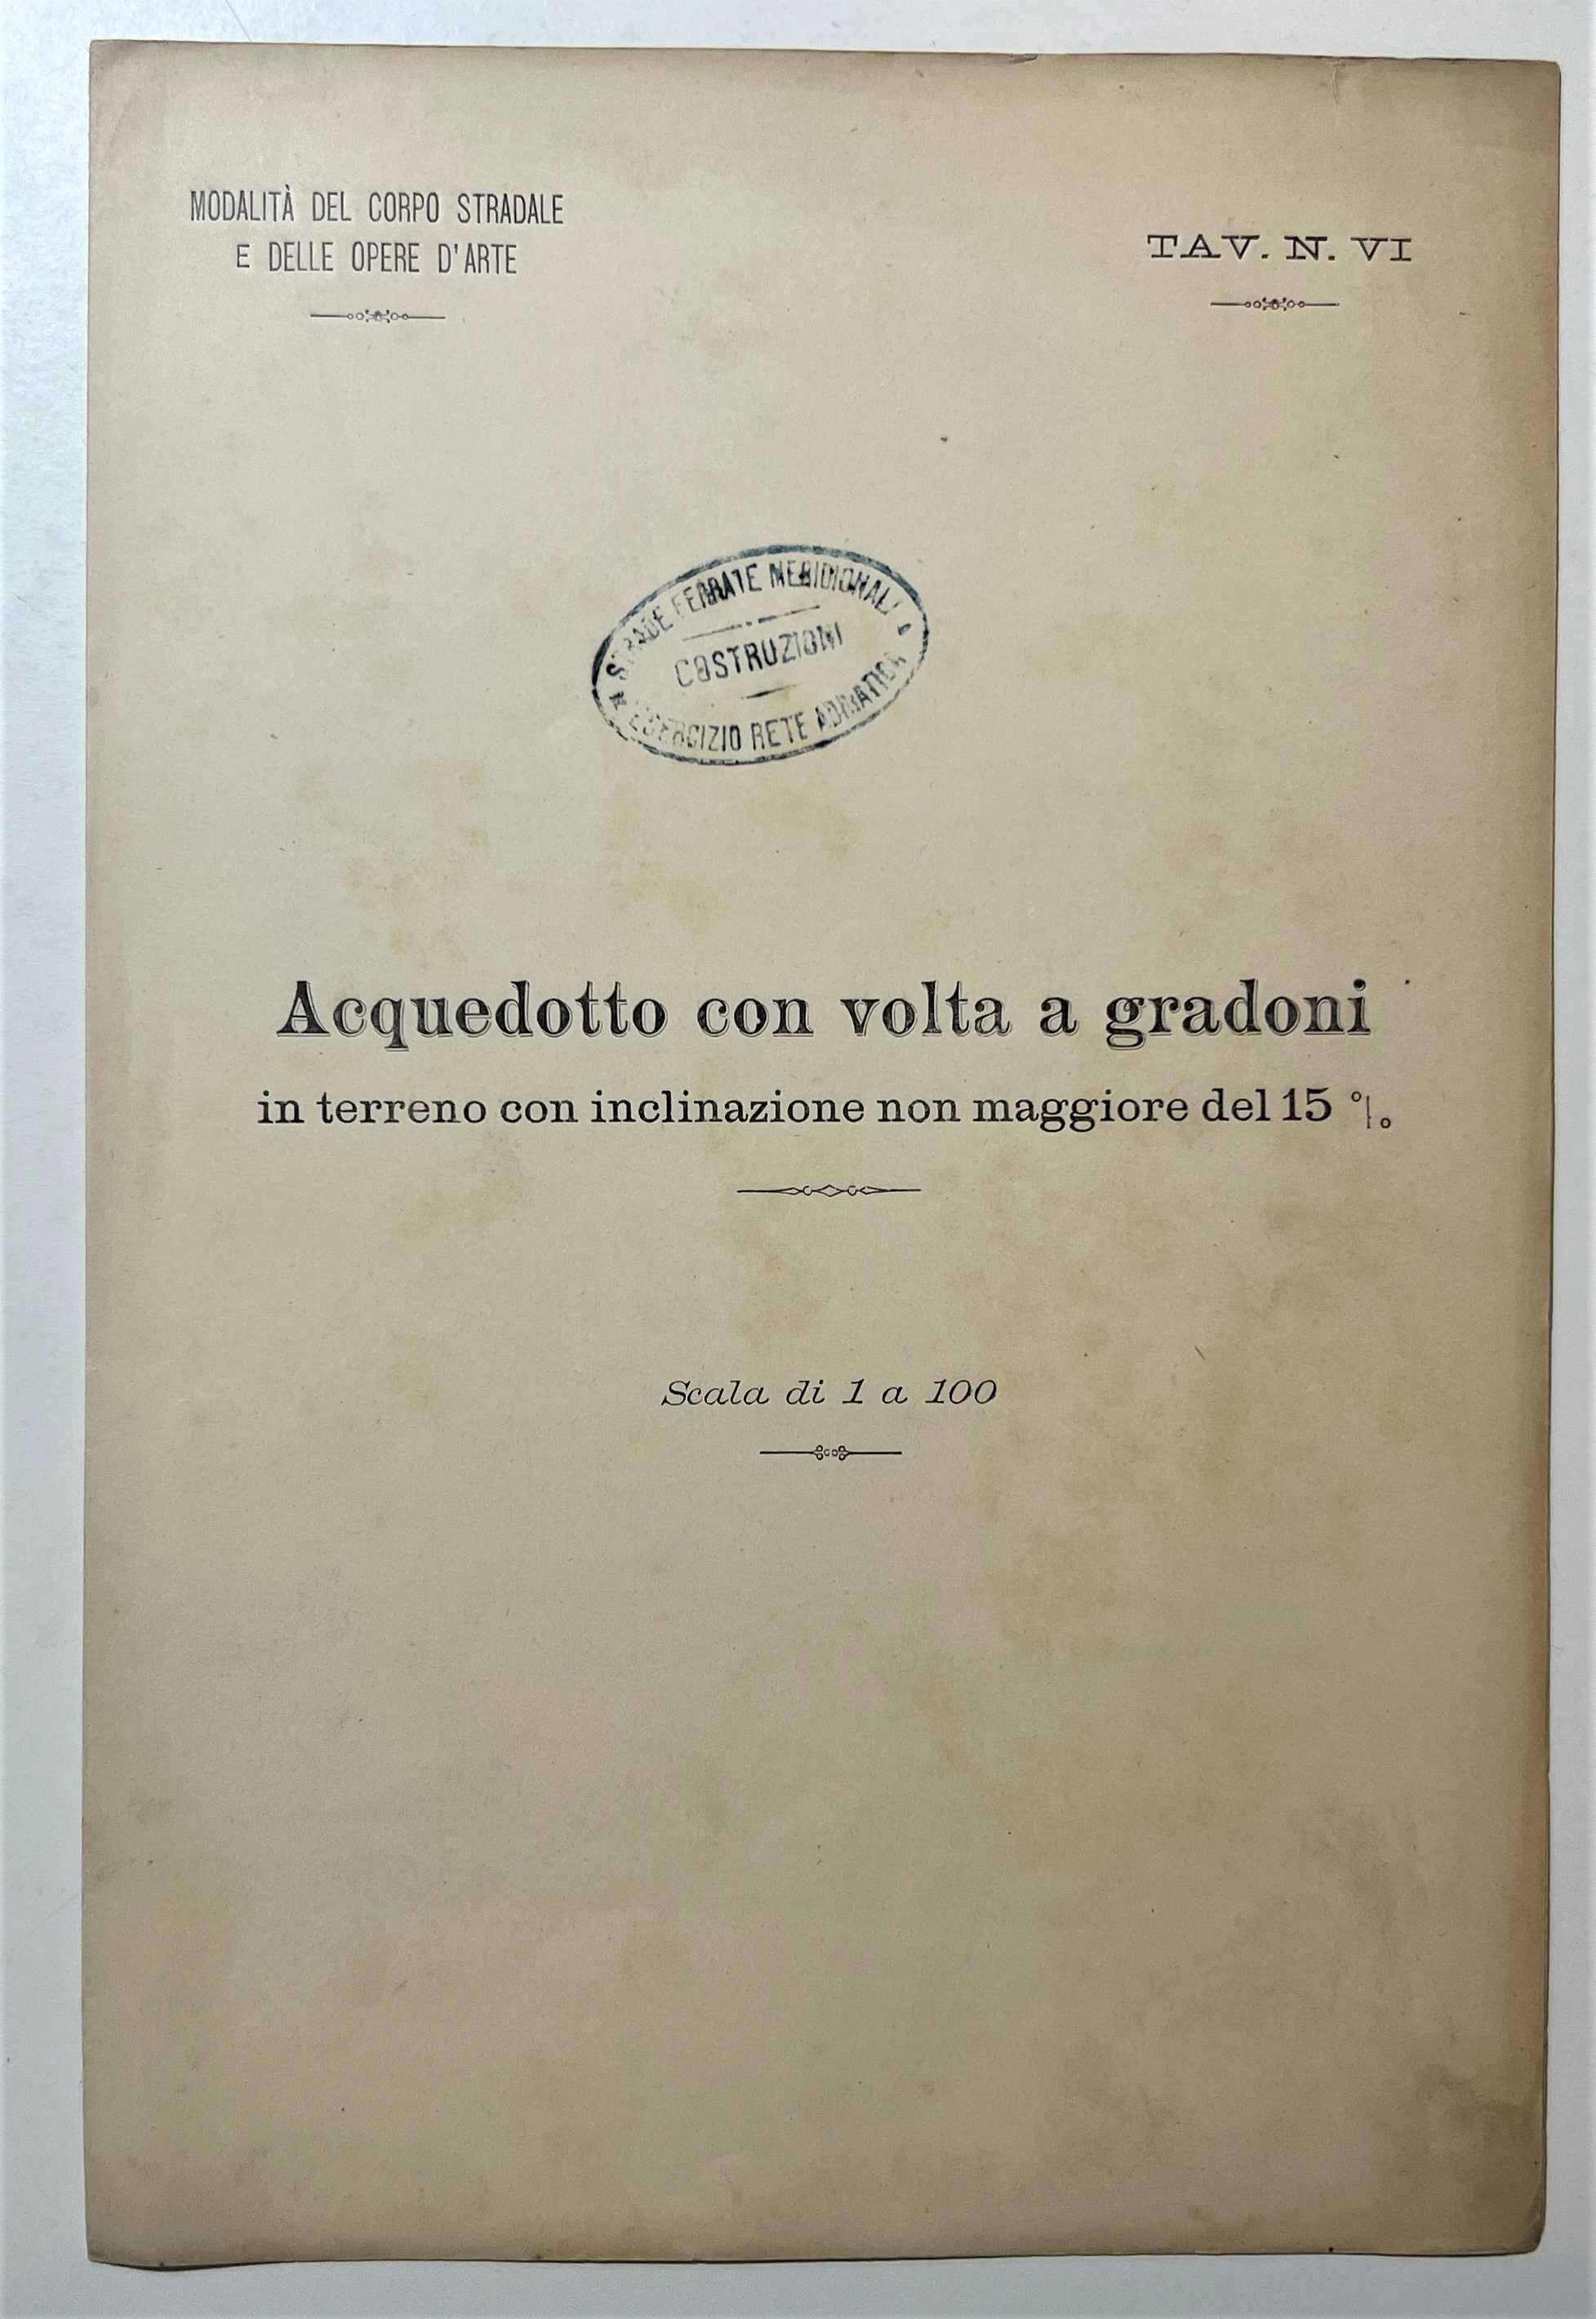 MODALITÀ DEL CORPO STRADALE
E DELLE OPERE D'ARTE
TAV. N. VI
STRADE FERRATE MERIDIONALI
COSTRUZIONI
ESERCIZIO RETE ADRIATICA
Acquedotto con volta a gradoni
in terreno con inclinazione non maggiore del 15 %
Scala di 1 a 100